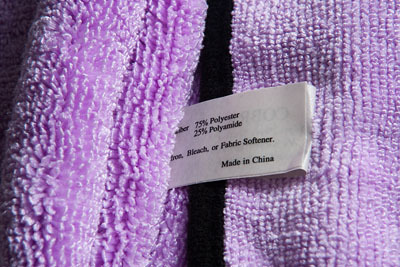 75% Polyester
25% Polyamide
Iron, Bleach, or Fabric Softener.
Made in China